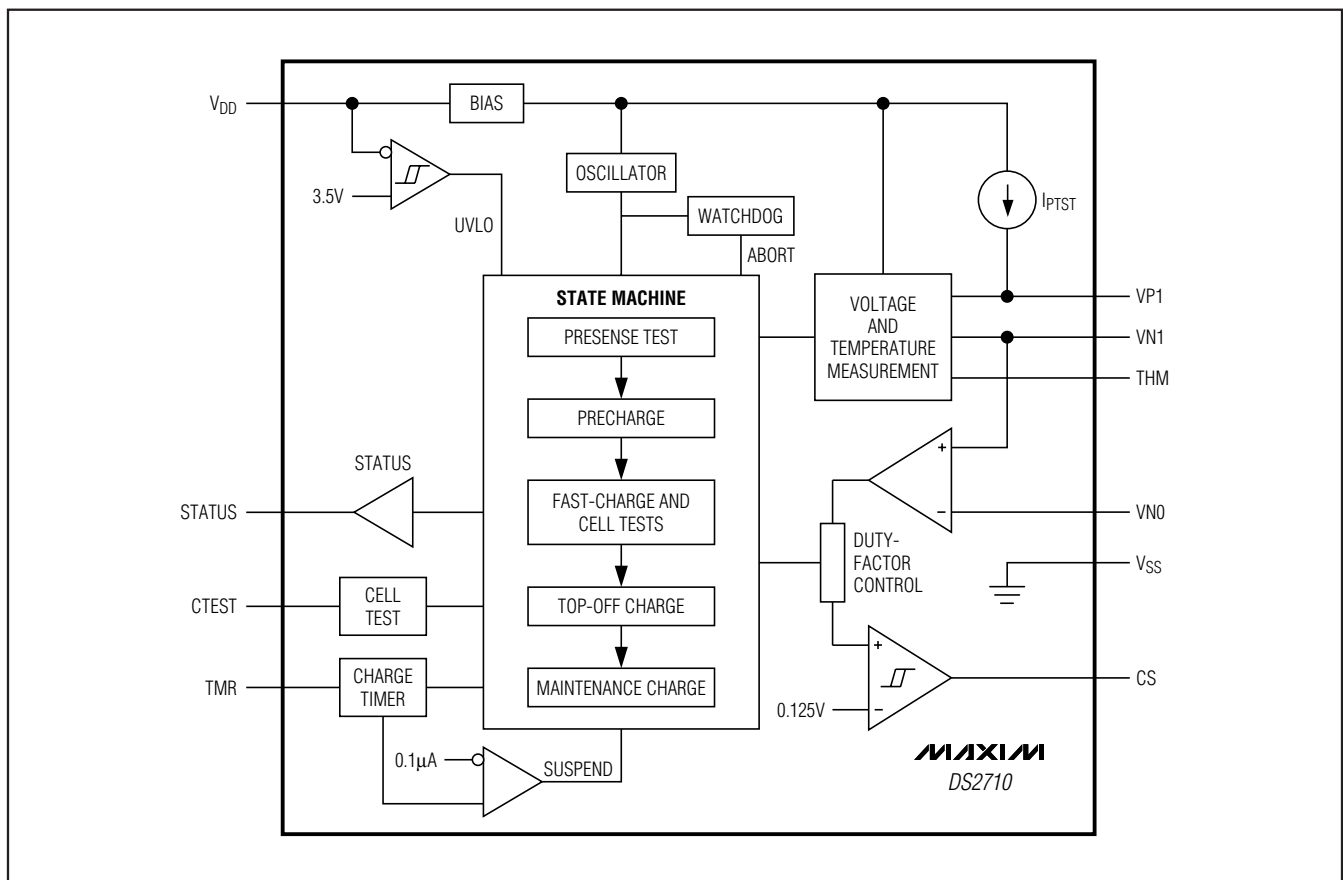 VDD
BIAS
OSCILLATOR
3.5V
UVLO
WATCHDOG
ABORT
IPTST
STATE MACHINE
PRESENSE TEST
PRECHARGE
FAST-CHARGE AND
CELL TESTS
TOP-OFF CHARGE
MAINTENANCE CHARGE
VOLTAGE
AND
TEMPERATURE
MEASUREMENT
VP1
VN1
THM
+
−
VN0
DUTY-
FACTOR
CONTROL
VSS
STATUS
STATUS
CTEST
CELL
TEST
TMR
CHARGE
TIMER
0.1µA
SUSPEND
+
−
0.125V
CS
MAXIM
DS2710